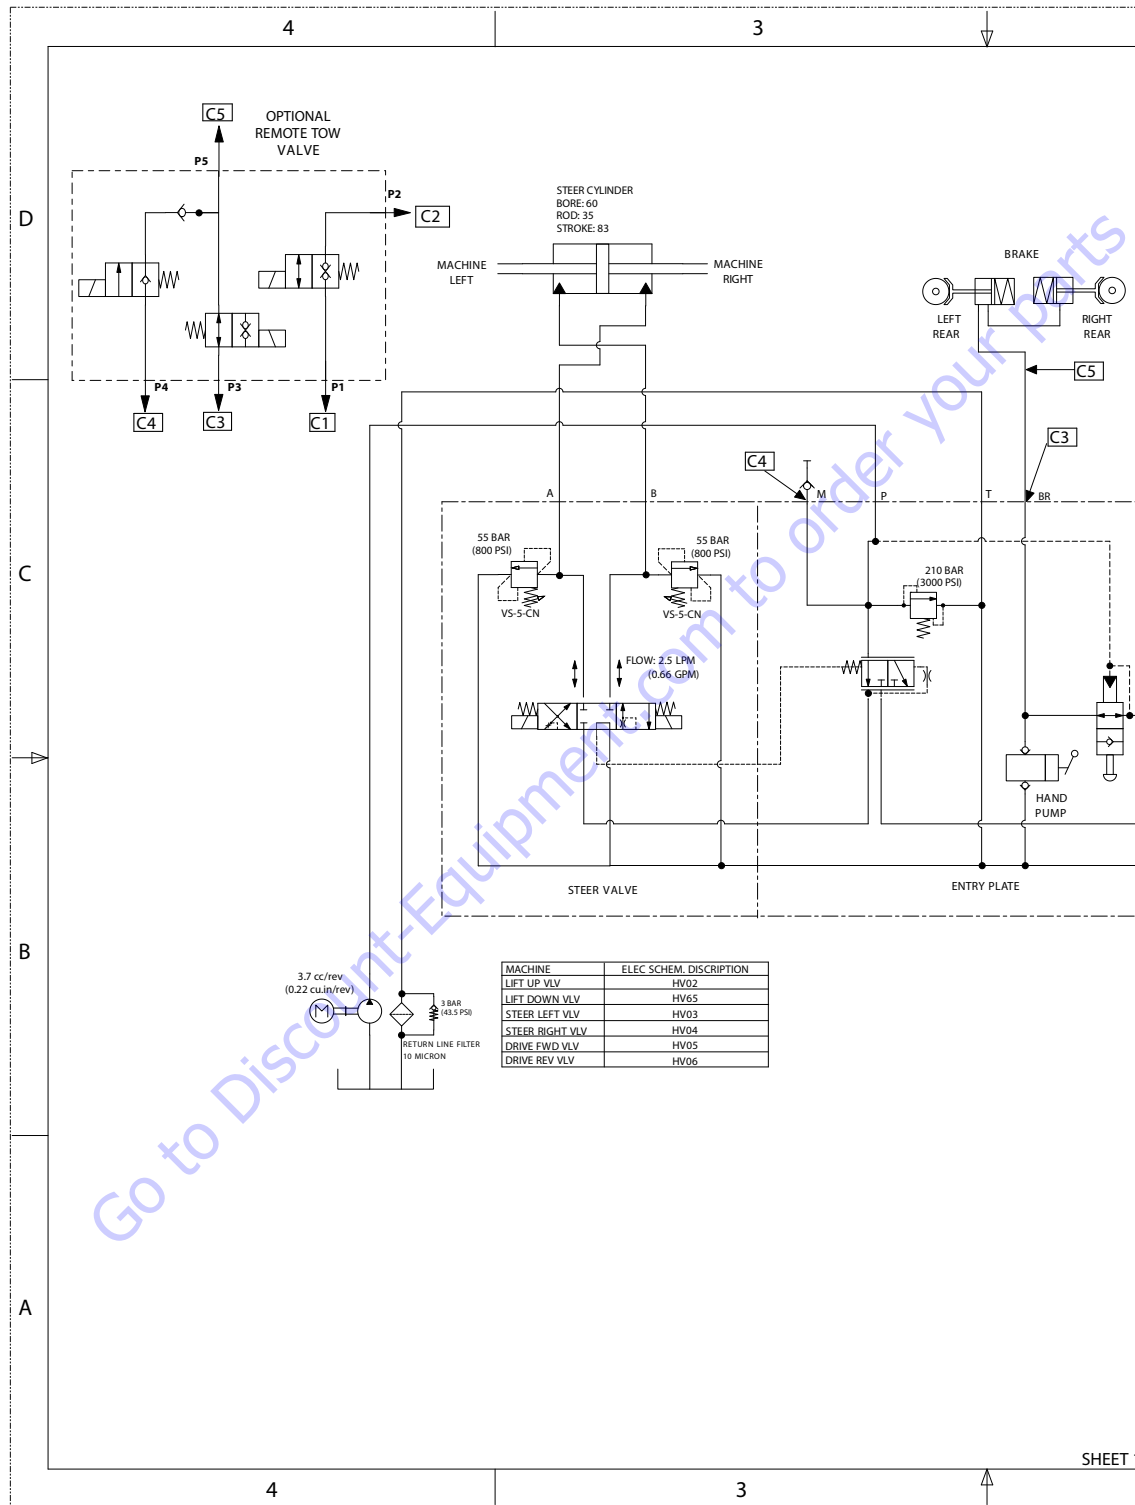 4
3
C5
OPTIONAL
REMOTE TOW
VALVE
P5
P2
C2
D
STEER CYLINDER
BORE: 60
ROD: 35
STROKE: 83
MACHINE
LEFT
MACHINE
RIGHT
BRAKE
LEFT
REAR
RIGHT
REAR
C5
P4
P3
P1
C4
C3
C1
C4
C3
A
B
M
P
T
BR
C
55 BAR
(800 PSI)
VS-5-CN
55 BAR
(800 PSI)
VS-5-CN
210 BAR
(3000 PSI)
FLOW: 2.5 LPM
(0.66 GPM)
HAND
PUMP
STEER VALVE
ENTRY PLATE
B
3.7 cc/rev
(0.22 cu.in/rev)
M
3 BAR
(43.5 PSI)
RETURN LINE FILTER
10 MICRON
MACHINE ELEC SCHEM. DISCRIPTION
LIFT UP VLV HV02
LIFT DOWN VLV HV65
STEER LEFT VLV HV03
STEER RIGHT VLV HV04
DRIVE FWD VLV HV05
DRIVE REV VLV HV06
A
SHEET
4
3
Go to Discount-Equipment.com to order your parts